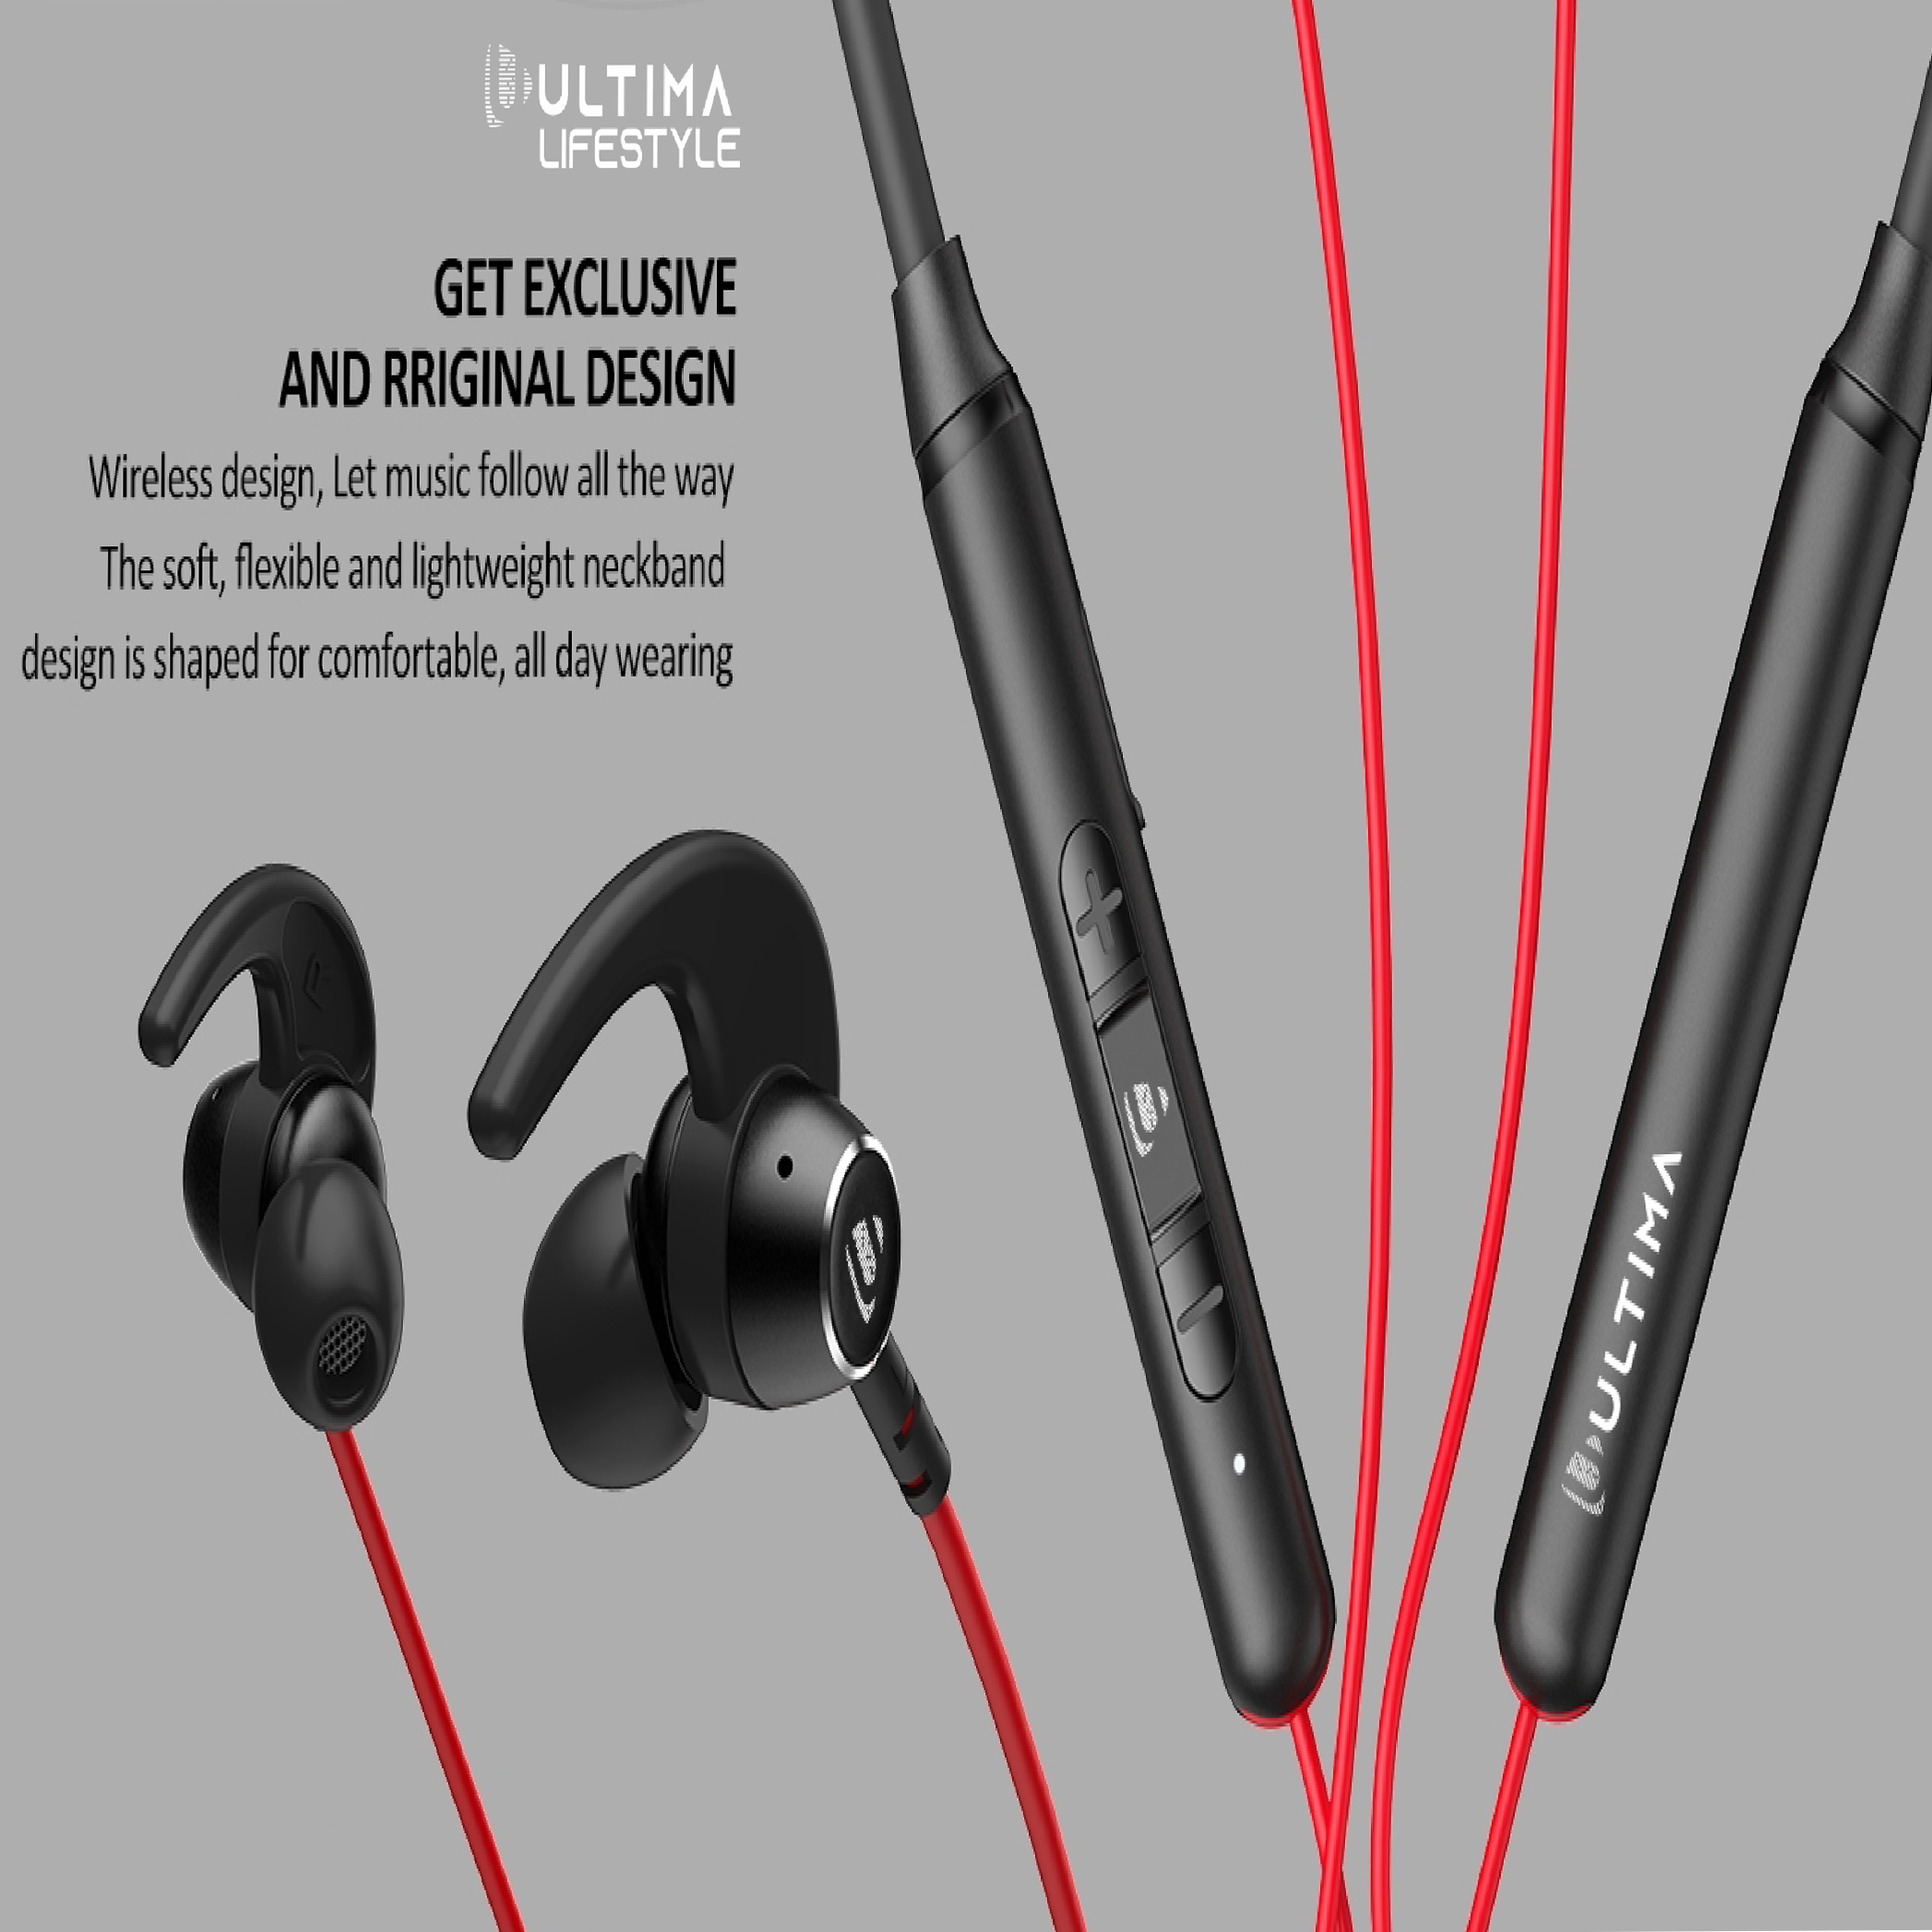 ULTIMA
LIFESTYLE
GET EXCLUSIVE
AND RRIGINAL DESIGN
Wireless design, Let music follow all the way
The soft, flexible and lightweight neckband
design is shaped for comfortable, all day wearing
R
ULTIMA